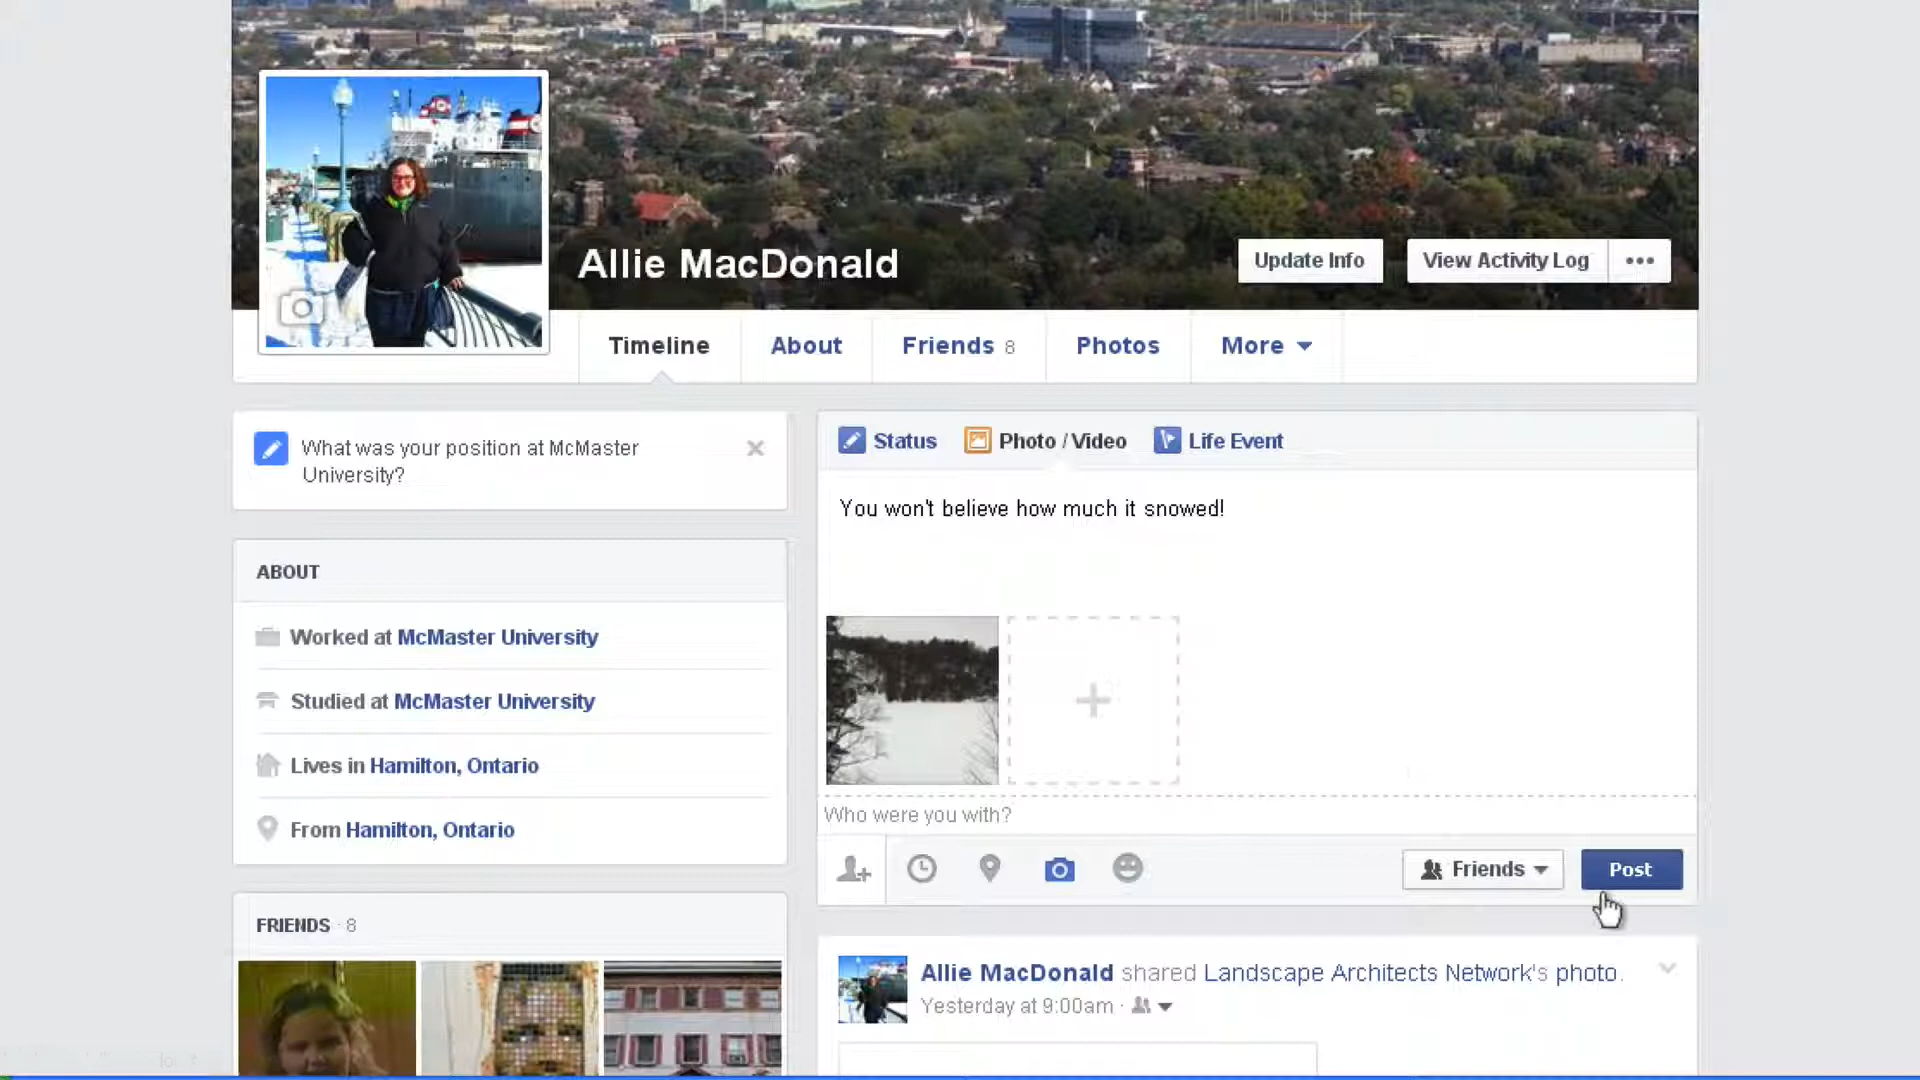 Allie MacDonald
Update Info
View Activity Log
Timeline
About
Friends 8
Photos
More
What was your position at McMaster
University?
Status
Photo / Video
Life Event
You won't believe how much it snowed!
ABOUT
Worked at McMaster University
Studied at McMaster University
Lives in Hamilton, Ontario
From Hamilton, Ontario
Who were you with?
Friends
Post
FRIENDS · 8
Allie MacDonald shared Landscape Architects Network's photo.
Yesterday at 9:00am ·